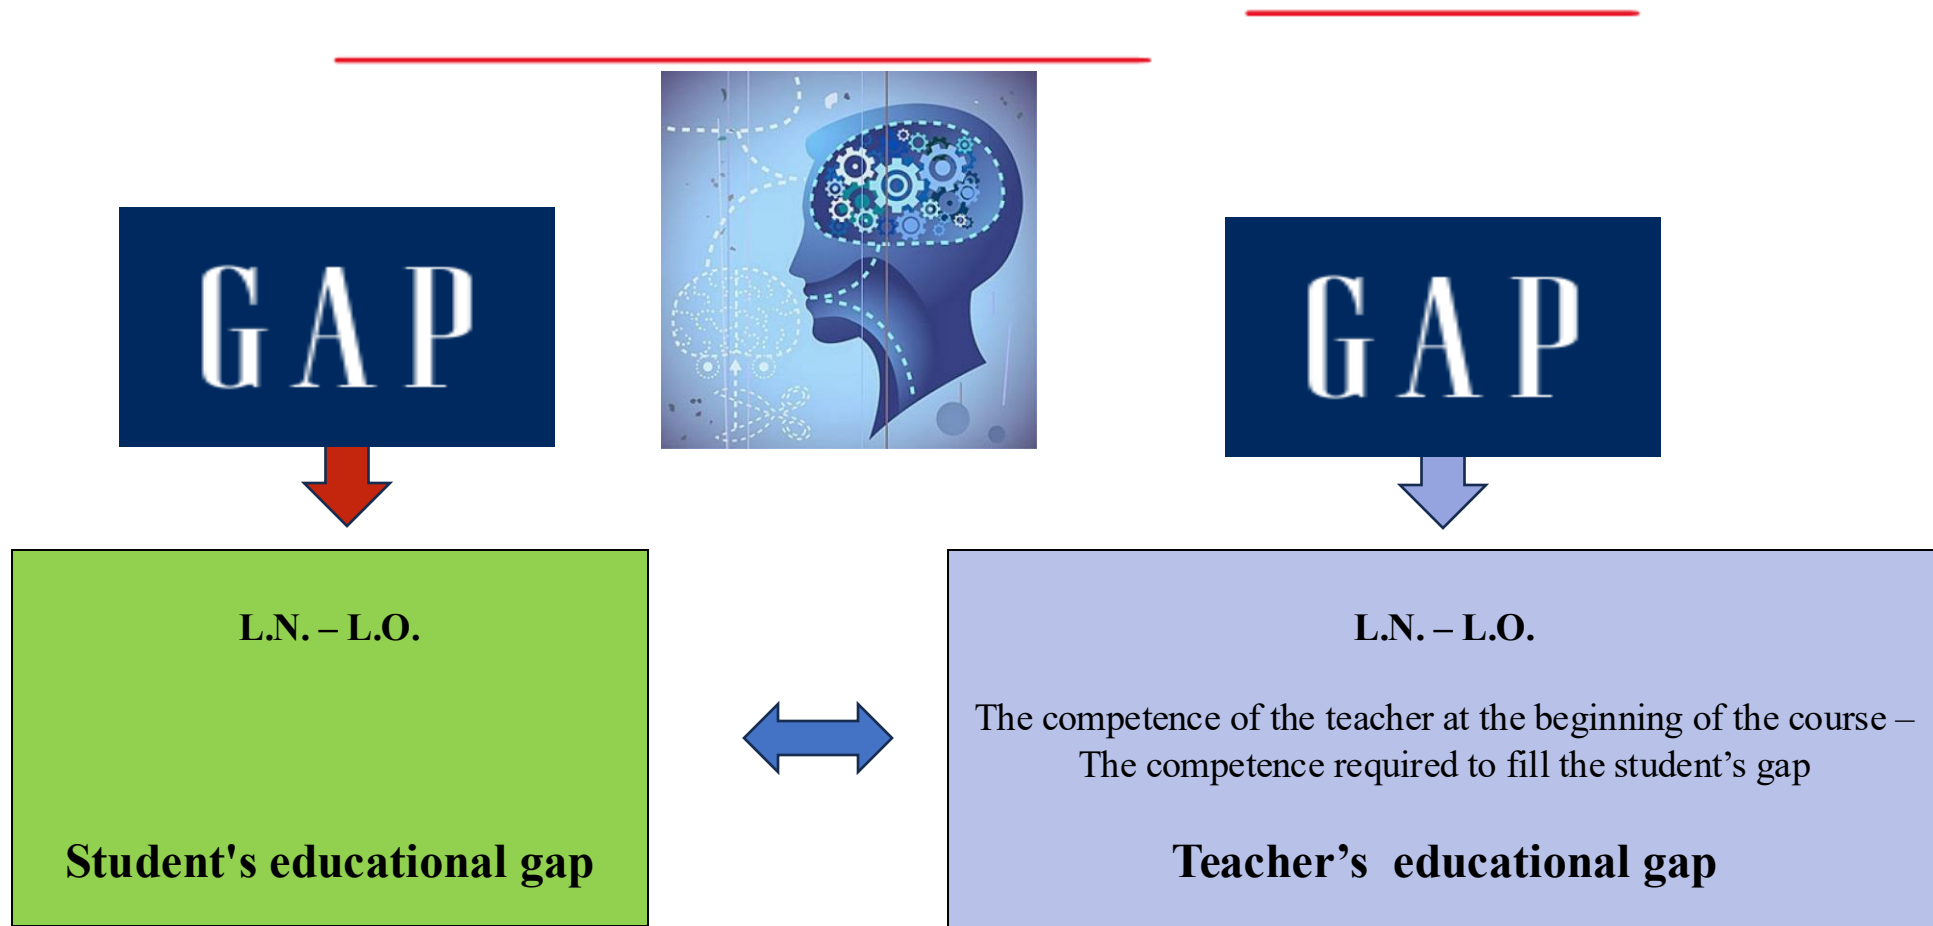 GAP
GAP
L.N. – L.O.
Student's educational gap
L.N. – L.O.
The competence of the teacher at the beginning of the course –
The competence required to fill the student’s gap
Teacher’s educational gap